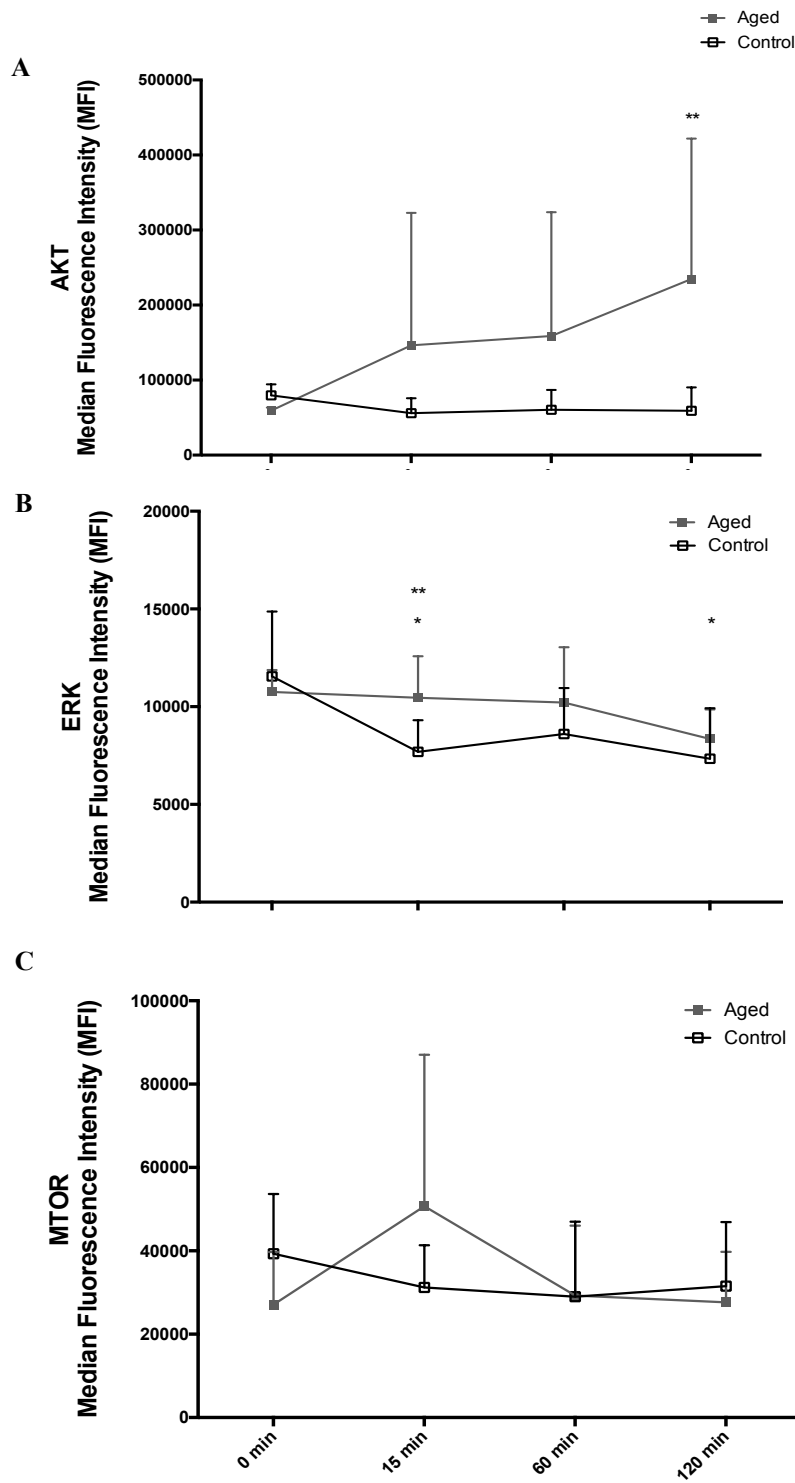 Aged
Control
A
500000
400000
300000
200000
100000
0
AKT
Median Fluorescence Intensity (MFI)
**
B
20000
15000
10000
5000
0
ERK
Median Fluorescence Intensity (MFI)
Aged
Control
**
*
*
C
100000
80000
60000
40000
20000
0
MTOR
Median Fluorescence Intensity (MFI)
Aged
Control
0 min
15 min
60 min
120 min